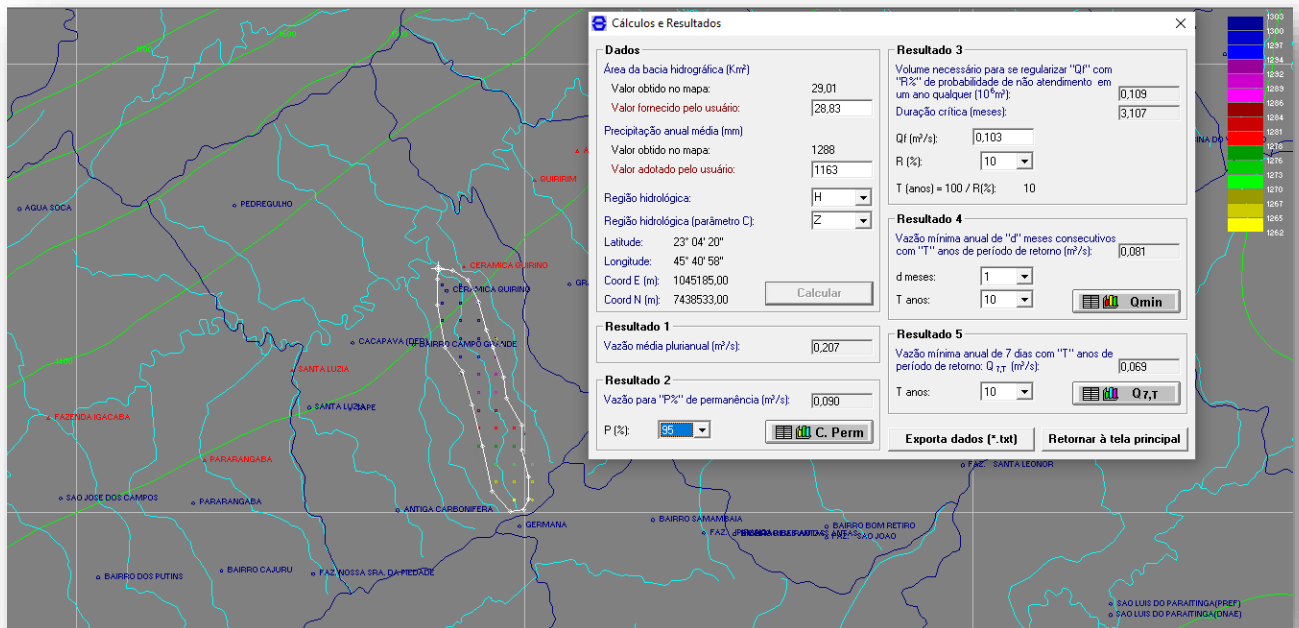 Cálculos e Resultados
Dados
Área da bacia hidrográfica (Km²)
Valor obtido no mapa: 29,01
Valor fornecido pelo usuário: 28,83
Precipitação anual média (mm)
Valor obtido no mapa: 1288
Valor adotado pelo usuário: 1163
Região hidrológica: H
Região hidrológica (parâmetro C): Z
Latitude: 23° 04' 20''
Longitude: 45° 40' 58''
Coord E (m): 1045185,00
Coord N (m): 7438533,00
Calcular
Resultado 1
Vazão média plurianual (m³/s): 0,207
Resultado 2
Vazão para "P%" de permanência (m³/s): 0,090
P (%): 95
C. Perm
Resultado 3
Volume necessário para se regularizar "Qf" com
"R%" de probabilidade de não atendimento em
um ano qualquer (10⁶m³): 0,109
Duração crítica (meses): 3,107
Qf (m³/s): 0,103
R (%): 10
T (anos) = 100 / R(%): 10
Resultado 4
Vazão mínima anual de "d" meses consecutivos
com "T" anos de período de retorno (m³/s): 0,081
d meses: 1
T anos: 10
Qmin
Resultado 5
Vazão mínima anual de 7 dias com "T" anos de
período de retorno: Q 7,T (m³/s): 0,069
T anos: 10
Q7,T
Exporta dados (*.txt)
Retornar à tela principal
1303
1300
1297
1294
1292
1289
1286
1284
1281
1278
1276
1273
1270
1267
1265
1262
QUIRIRIM
AGUA SOCA
PEDREGULHO
CERAMICA QUIRINO
CERAMICA QUIRINO
CACAPAVA (DER)
BAIRRO CAMPO GRANDE
SANTA LUZIA
SANTA LUZIA
SAPE
FAZENDA IGACABA
PARARANGABA
SAO JOSE DOS CAMPOS
PARARANGABA
ANTIGA CARBONIFERA
GERMANA
BAIRRO SAMAMBAIA
FAZ. SANTA LEONOR
BAIRRO BOM RETIRO
FAZ. SAO JOAO
BAIRRO DOS PUTINS
BAIRRO CAJURU
FAZ. NOSSA SRA. DA PIEDADE
SAO LUIS DO PARAITINGA(PREF)
SAO LUIS DO PARAITINGA(DNAE)